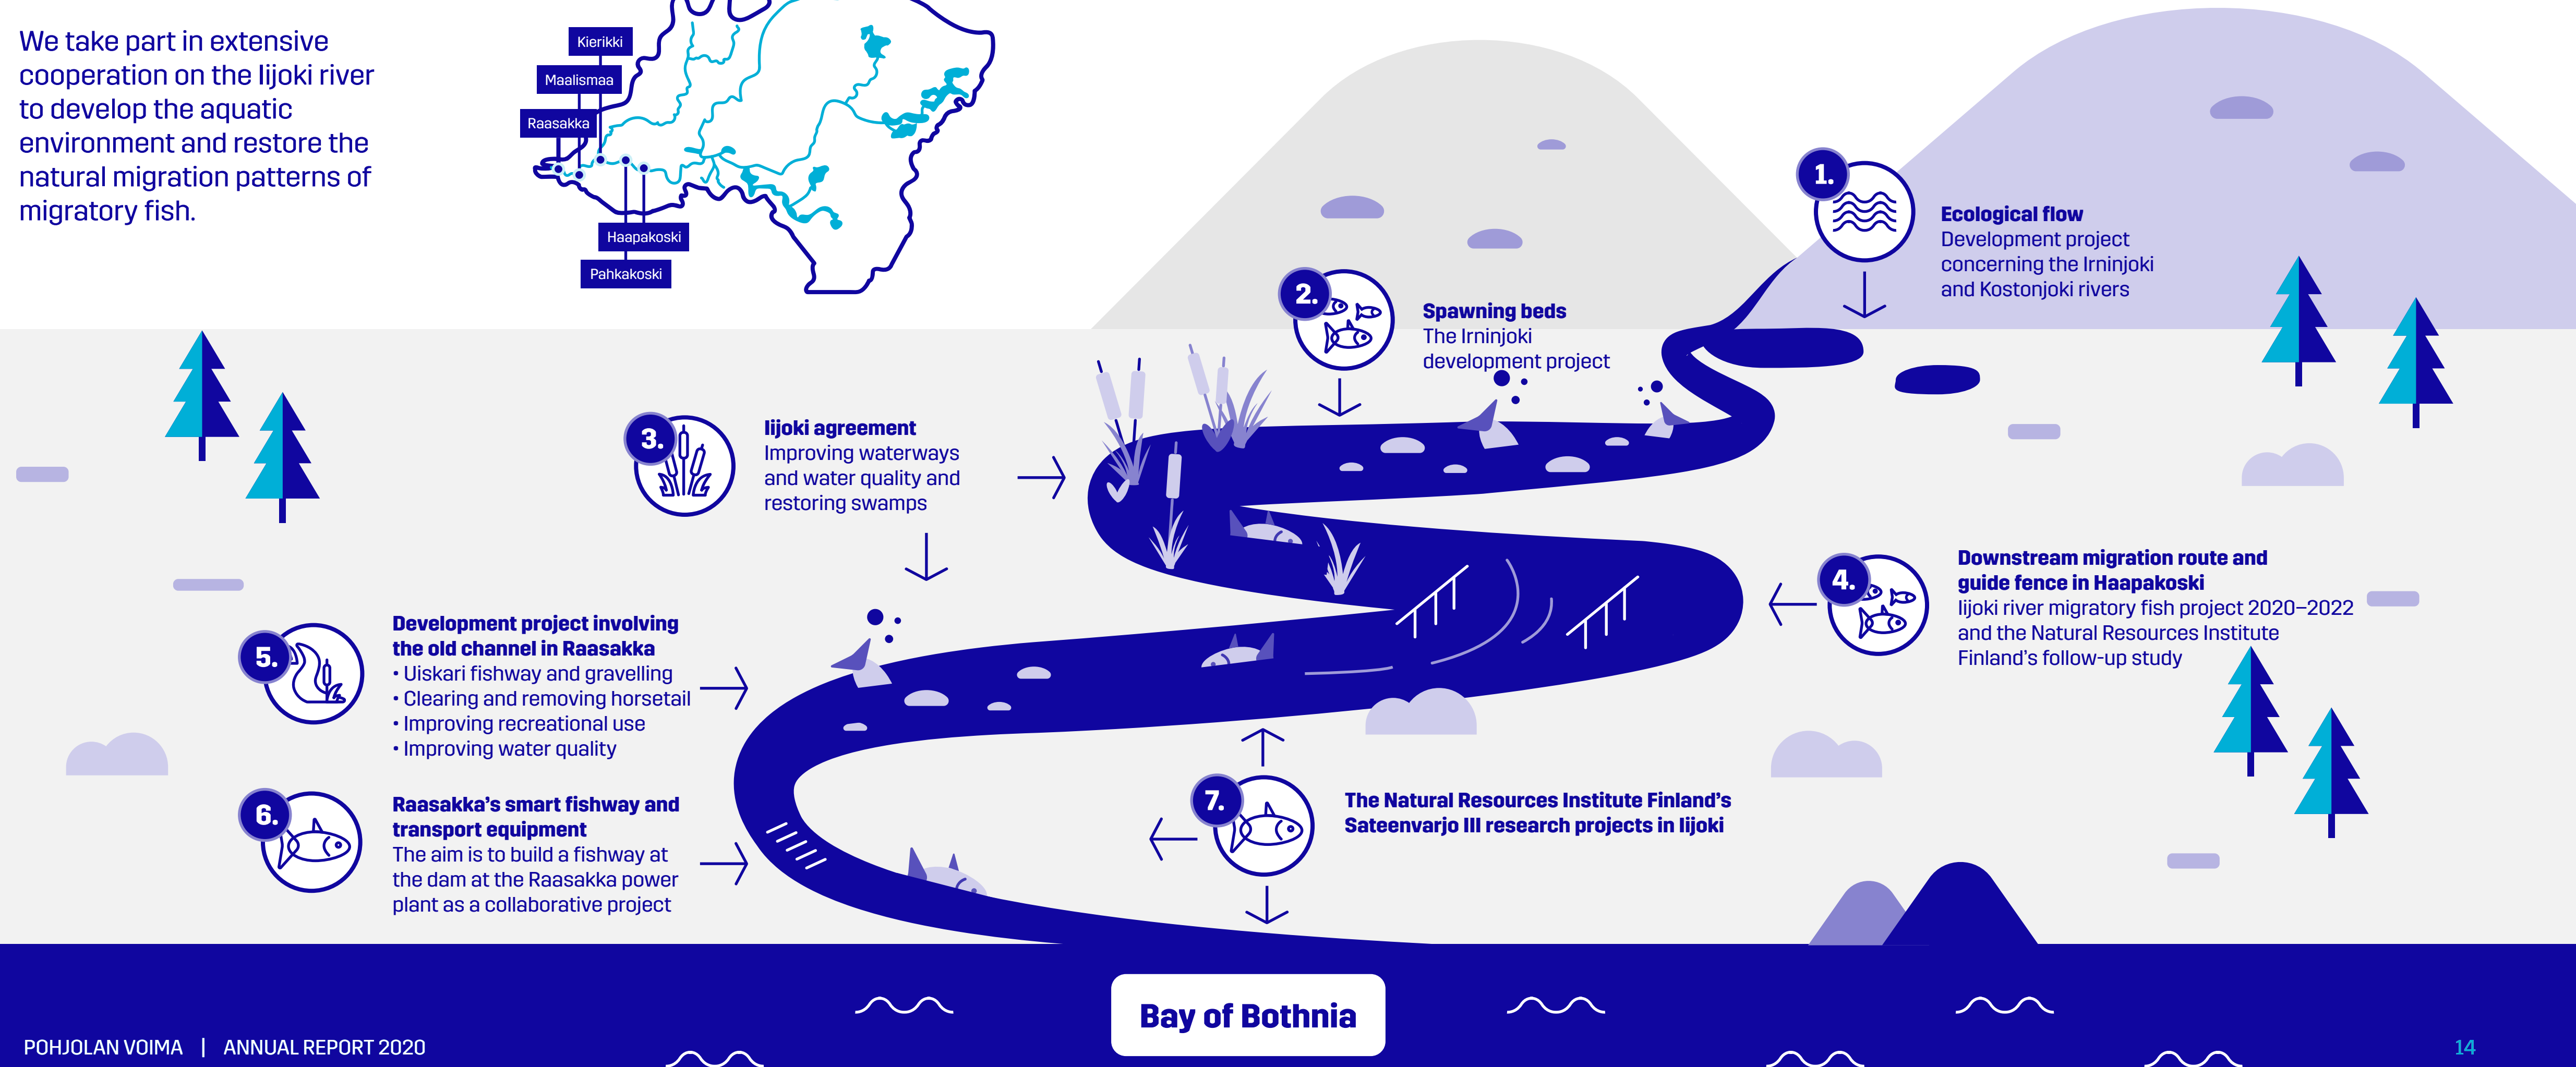 We take part in extensive
cooperation on the Iijoki river
to develop the aquatic
environment and restore the
natural migration patterns of
migratory fish.
Kierikki
Maalismaa
Raasakka
Haapakoski
Pahkakoski
1.
Ecological flow
Development project
concerning the Irninjoki
and Kostonjoki rivers
2.
Spawning beds
The Irninjoki
development project
3.
Iijoki agreement
Improving waterways
and water quality and
restoring swamps
4.
Downstream migration route and
guide fence in Haapakoski
Iijoki river migratory fish project 2020–2022
and the Natural Resources Institute
Finland's follow-up study
5.
Development project involving
the old channel in Raasakka
• Uiskari fishway and gravelling
• Clearing and removing horsetail
• Improving recreational use
• Improving water quality
6.
Raasakka's smart fishway and
transport equipment
The aim is to build a fishway at
the dam at the Raasakka power
plant as a collaborative project
7.
The Natural Resources Institute Finland's
Sateenvarjo III research projects in Iijoki
Bay of Bothnia
POHJOLAN VOIMA | ANNUAL REPORT 2020
14